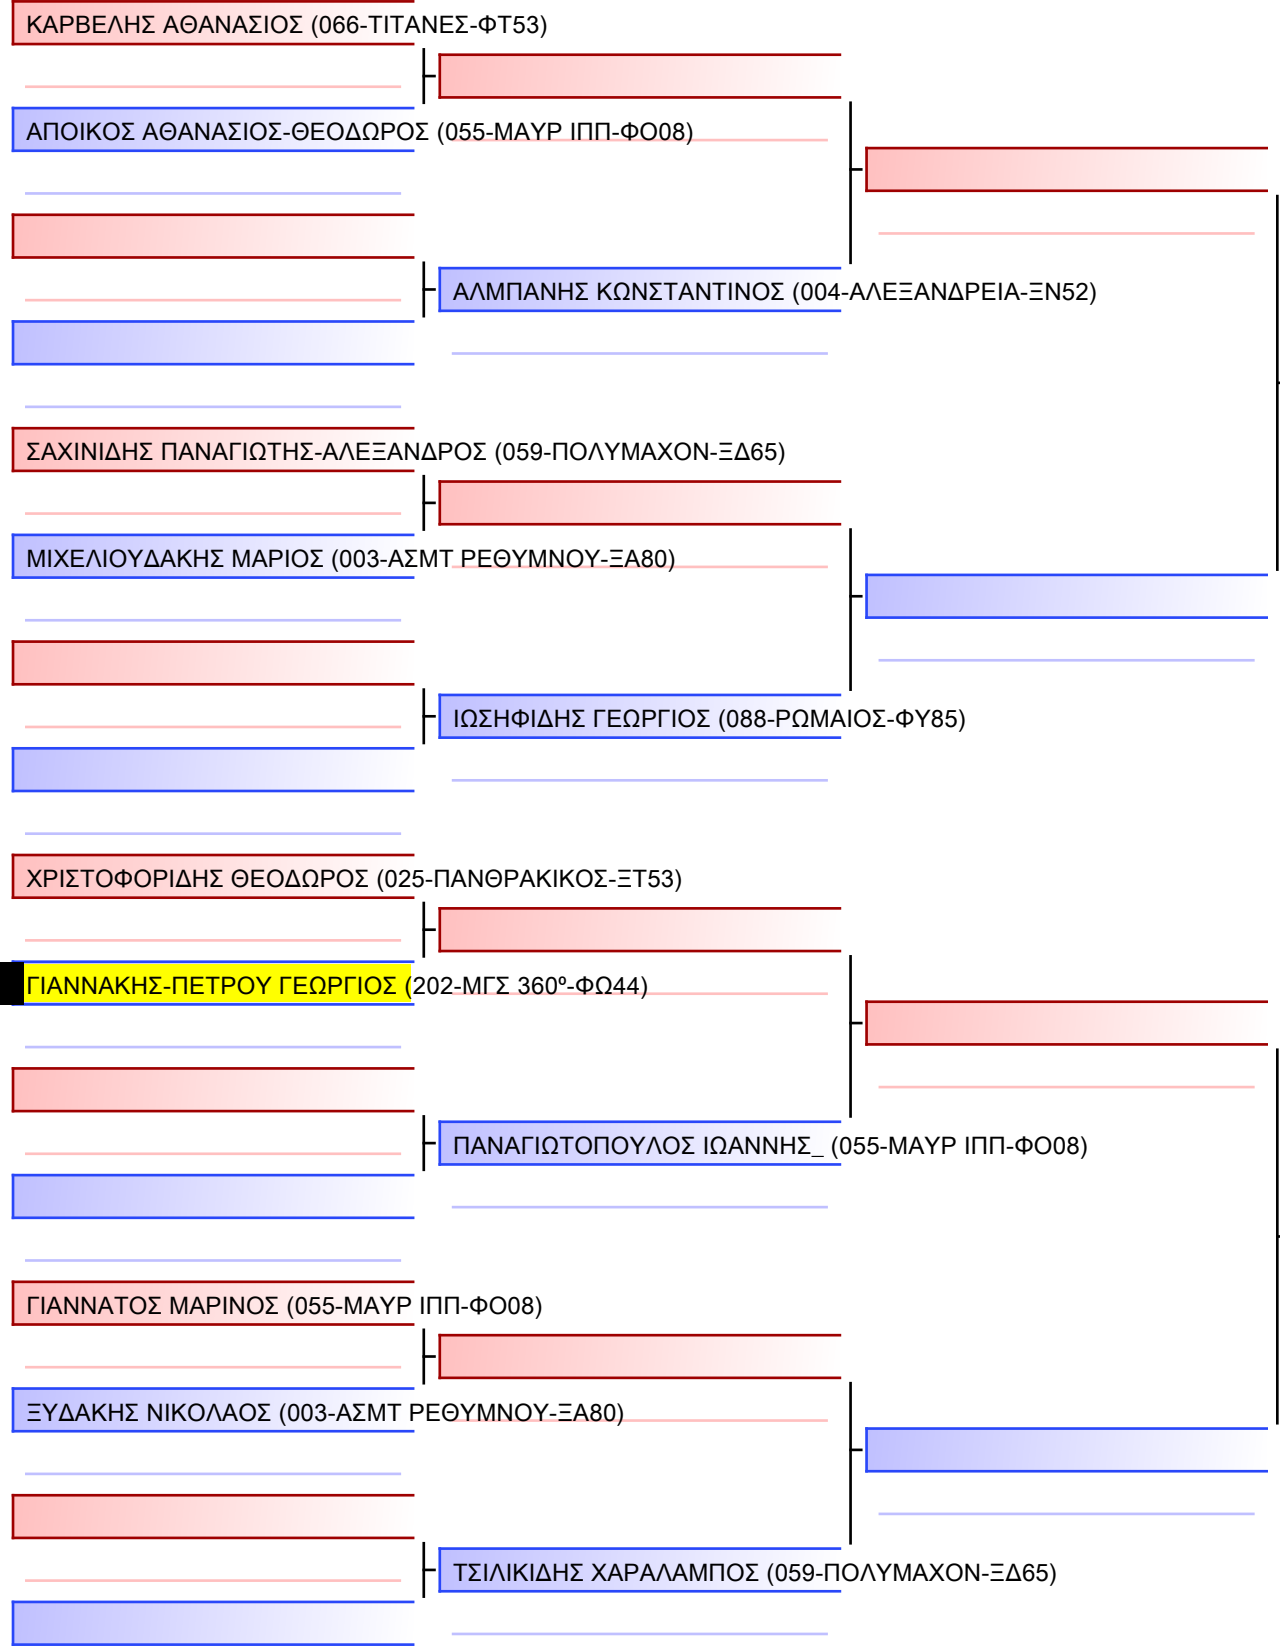 ΚΑΡΒΕΛΗΣ ΑΘΑΝΑΣΙΟΣ (066-ΤΙΤΑΝΕΣ-ΦΤ53)
ΑΠΟΙΚΟΣ ΑΘΑΝΑΣΙΟΣ-ΘΕΟΔΩΡΟΣ (055-ΜΑΥΡ ΙΠΠ-ΦΟ08)
ΑΛΜΠΑΝΗΣ ΚΩΝΣΤΑΝΤΙΝΟΣ (004-ΑΛΕΞΑΝΔΡΕΙΑ-ΞΝ52)
ΣΑΧΙΝΙΔΗΣ ΠΑΝΑΓΙΩΤΗΣ-ΑΛΕΞΑΝΔΡΟΣ (059-ΠΟΛΥΜΑΧΟΝ-ΞΔ65)
ΜΙΧΕΛΙΟΥΔΑΚΗΣ ΜΑΡΙΟΣ (003-ΑΣΜΤ ΡΕΘΥΜΝΟΥ-ΞΑ80)
ΙΩΣΗΦΙΔΗΣ ΓΕΩΡΓΙΟΣ (088-ΡΩΜΑΙΟΣ-ΦΥ85)
ΧΡΙΣΤΟΦΟΡΙΔΗΣ ΘΕΟΔΩΡΟΣ (025-ΠΑΝΘΡΑΚΙΚΟΣ-ΞΤ53)
ΓΙΑΝΝΑΚΗΣ-ΠΕΤΡΟΥ ΓΕΩΡΓΙΟΣ (202-ΜΓΣ 360º-ΦΩ44)
ΠΑΝΑΓΙΩΤΟΠΟΥΛΟΣ ΙΩΑΝΝΗΣ_ (055-ΜΑΥΡ ΙΠΠ-ΦΟ08)
ΓΙΑΝΝΑΤΟΣ ΜΑΡΙΝΟΣ (055-ΜΑΥΡ ΙΠΠ-ΦΟ08)
ΞΥΔΑΚΗΣ ΝΙΚΟΛΑΟΣ (003-ΑΣΜΤ ΡΕΘΥΜΝΟΥ-ΞΑ80)
ΤΣΙΛΙΚΙΔΗΣ ΧΑΡΑΛΑΜΠΟΣ (059-ΠΟΛΥΜΑΧΟΝ-ΞΔ65)